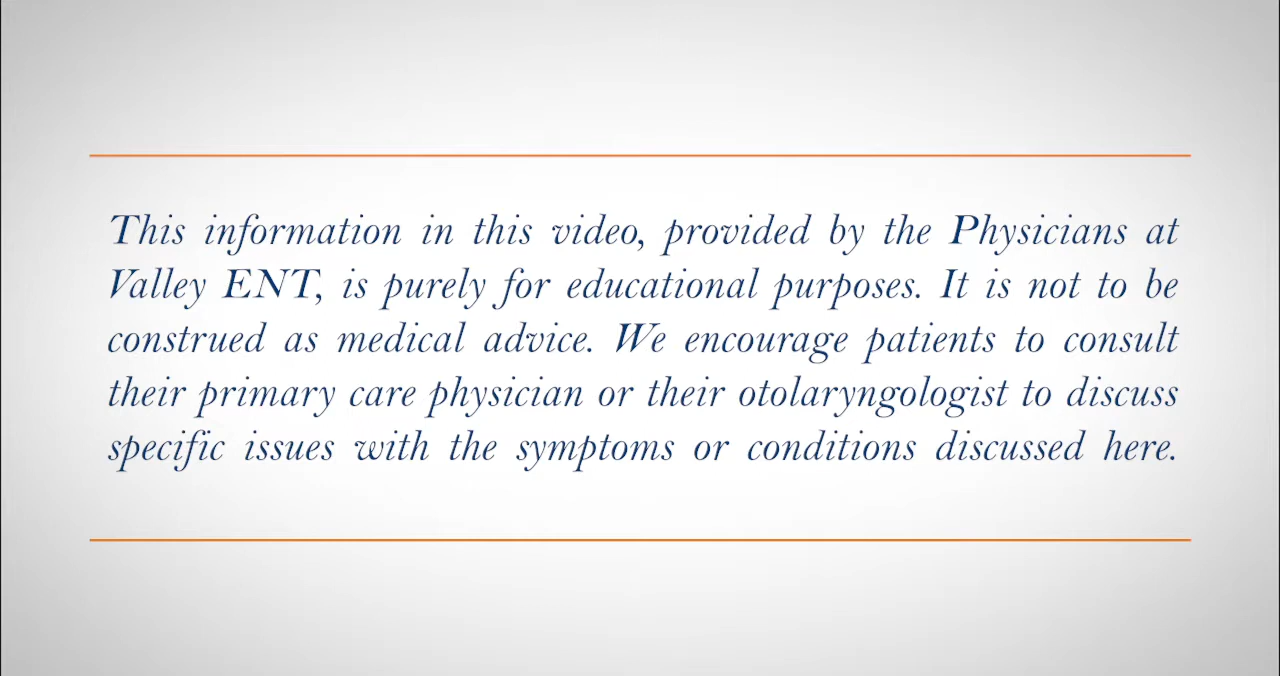 This information in this video, provided by the Physicians at
Valley ENT, is purely for educational purposes. It is not to be
construed as medical advice. We encourage patients to consult
their primary care physician or their otolaryngologist to discuss
specific issues with the symptoms or conditions discussed here.